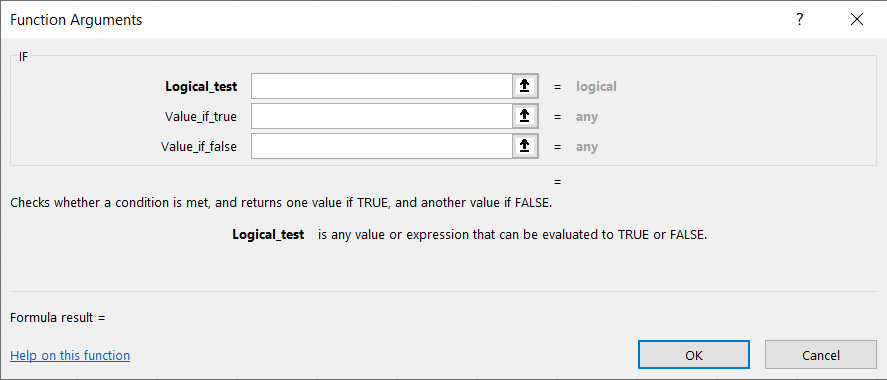 Function Arguments ?
IF
Logical_test = logical
Value_if_true = any
Value_if_false = any
=
Checks whether a condition is met, and returns one value if TRUE, and another value if FALSE.
Logical_test is any value or expression that can be evaluated to TRUE or FALSE.
Formula result =
Help on this function OK Cancel